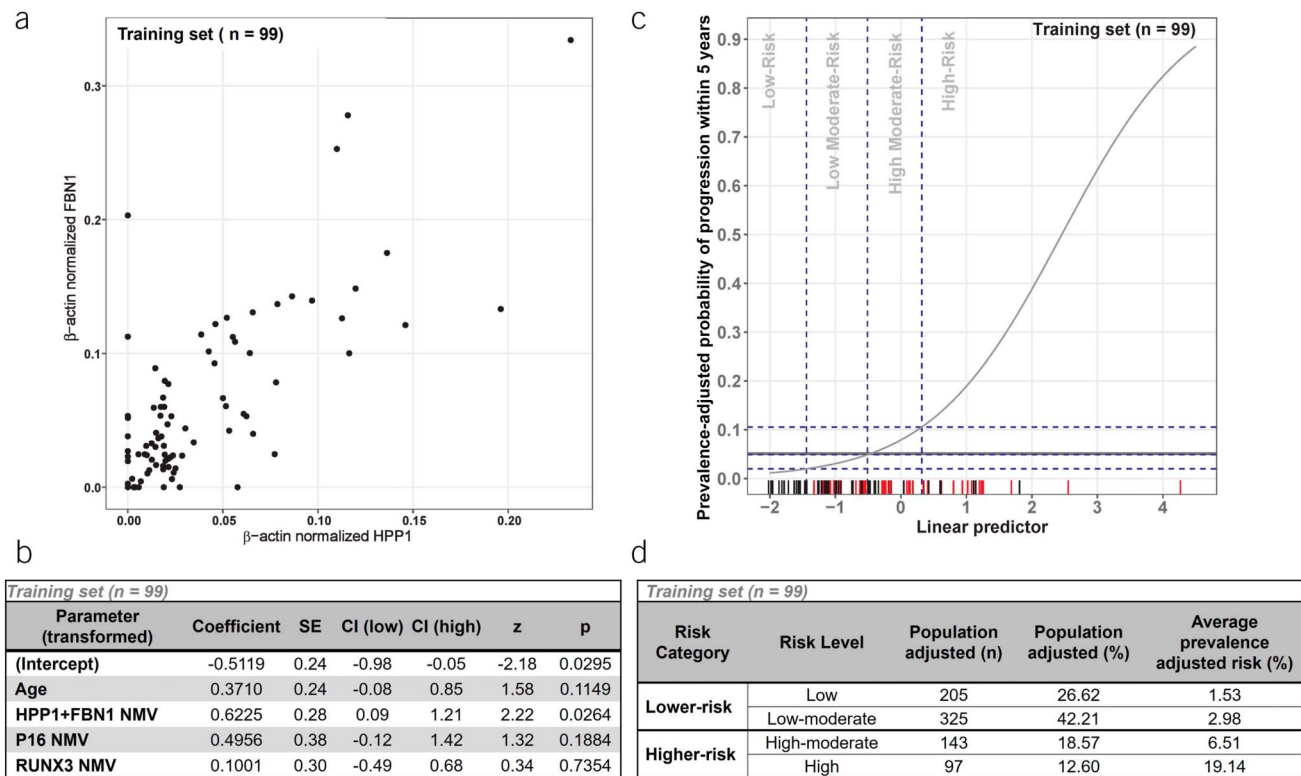 a
Training set ( n = 99)
0.3
0.2
0.1
0.0
β−actin normalized FBN1
0.00
0.05
0.10
0.15
0.20
β−actin normalized HPP1
b
Training set (n = 99)
Parameter (transformed) Coefficient SE CI (low) CI (high) z p
(Intercept) -0.5119 0.24 -0.98 -0.05 -2.18 0.0295
Age 0.3710 0.24 -0.08 0.85 1.58 0.1149
HPP1+FBN1 NMV 0.6225 0.28 0.09 1.21 2.22 0.0264
P16 NMV 0.4956 0.38 -0.12 1.42 1.32 0.1884
RUNX3 NMV 0.1001 0.30 -0.49 0.68 0.34 0.7354
c
Training set (n = 99)
Prevalence-adjusted probability of progression within 5 years
0.9
0.8
0.7
0.6
0.5
0.4
0.3
0.2
0.1
0.0
Low-Risk
Low Moderate-Risk
High Moderate-Risk
High-Risk
−2
−1
0
1
2
3
4
Linear predictor
d
Training set (n = 99)
Risk Category Risk Level Population adjusted (n) Population adjusted (%) Average prevalence adjusted risk (%)
Lower-risk Low 205 26.62 1.53
Low-moderate 325 42.21 2.98
Higher-risk High-moderate 143 18.57 6.51
High 97 12.60 19.14